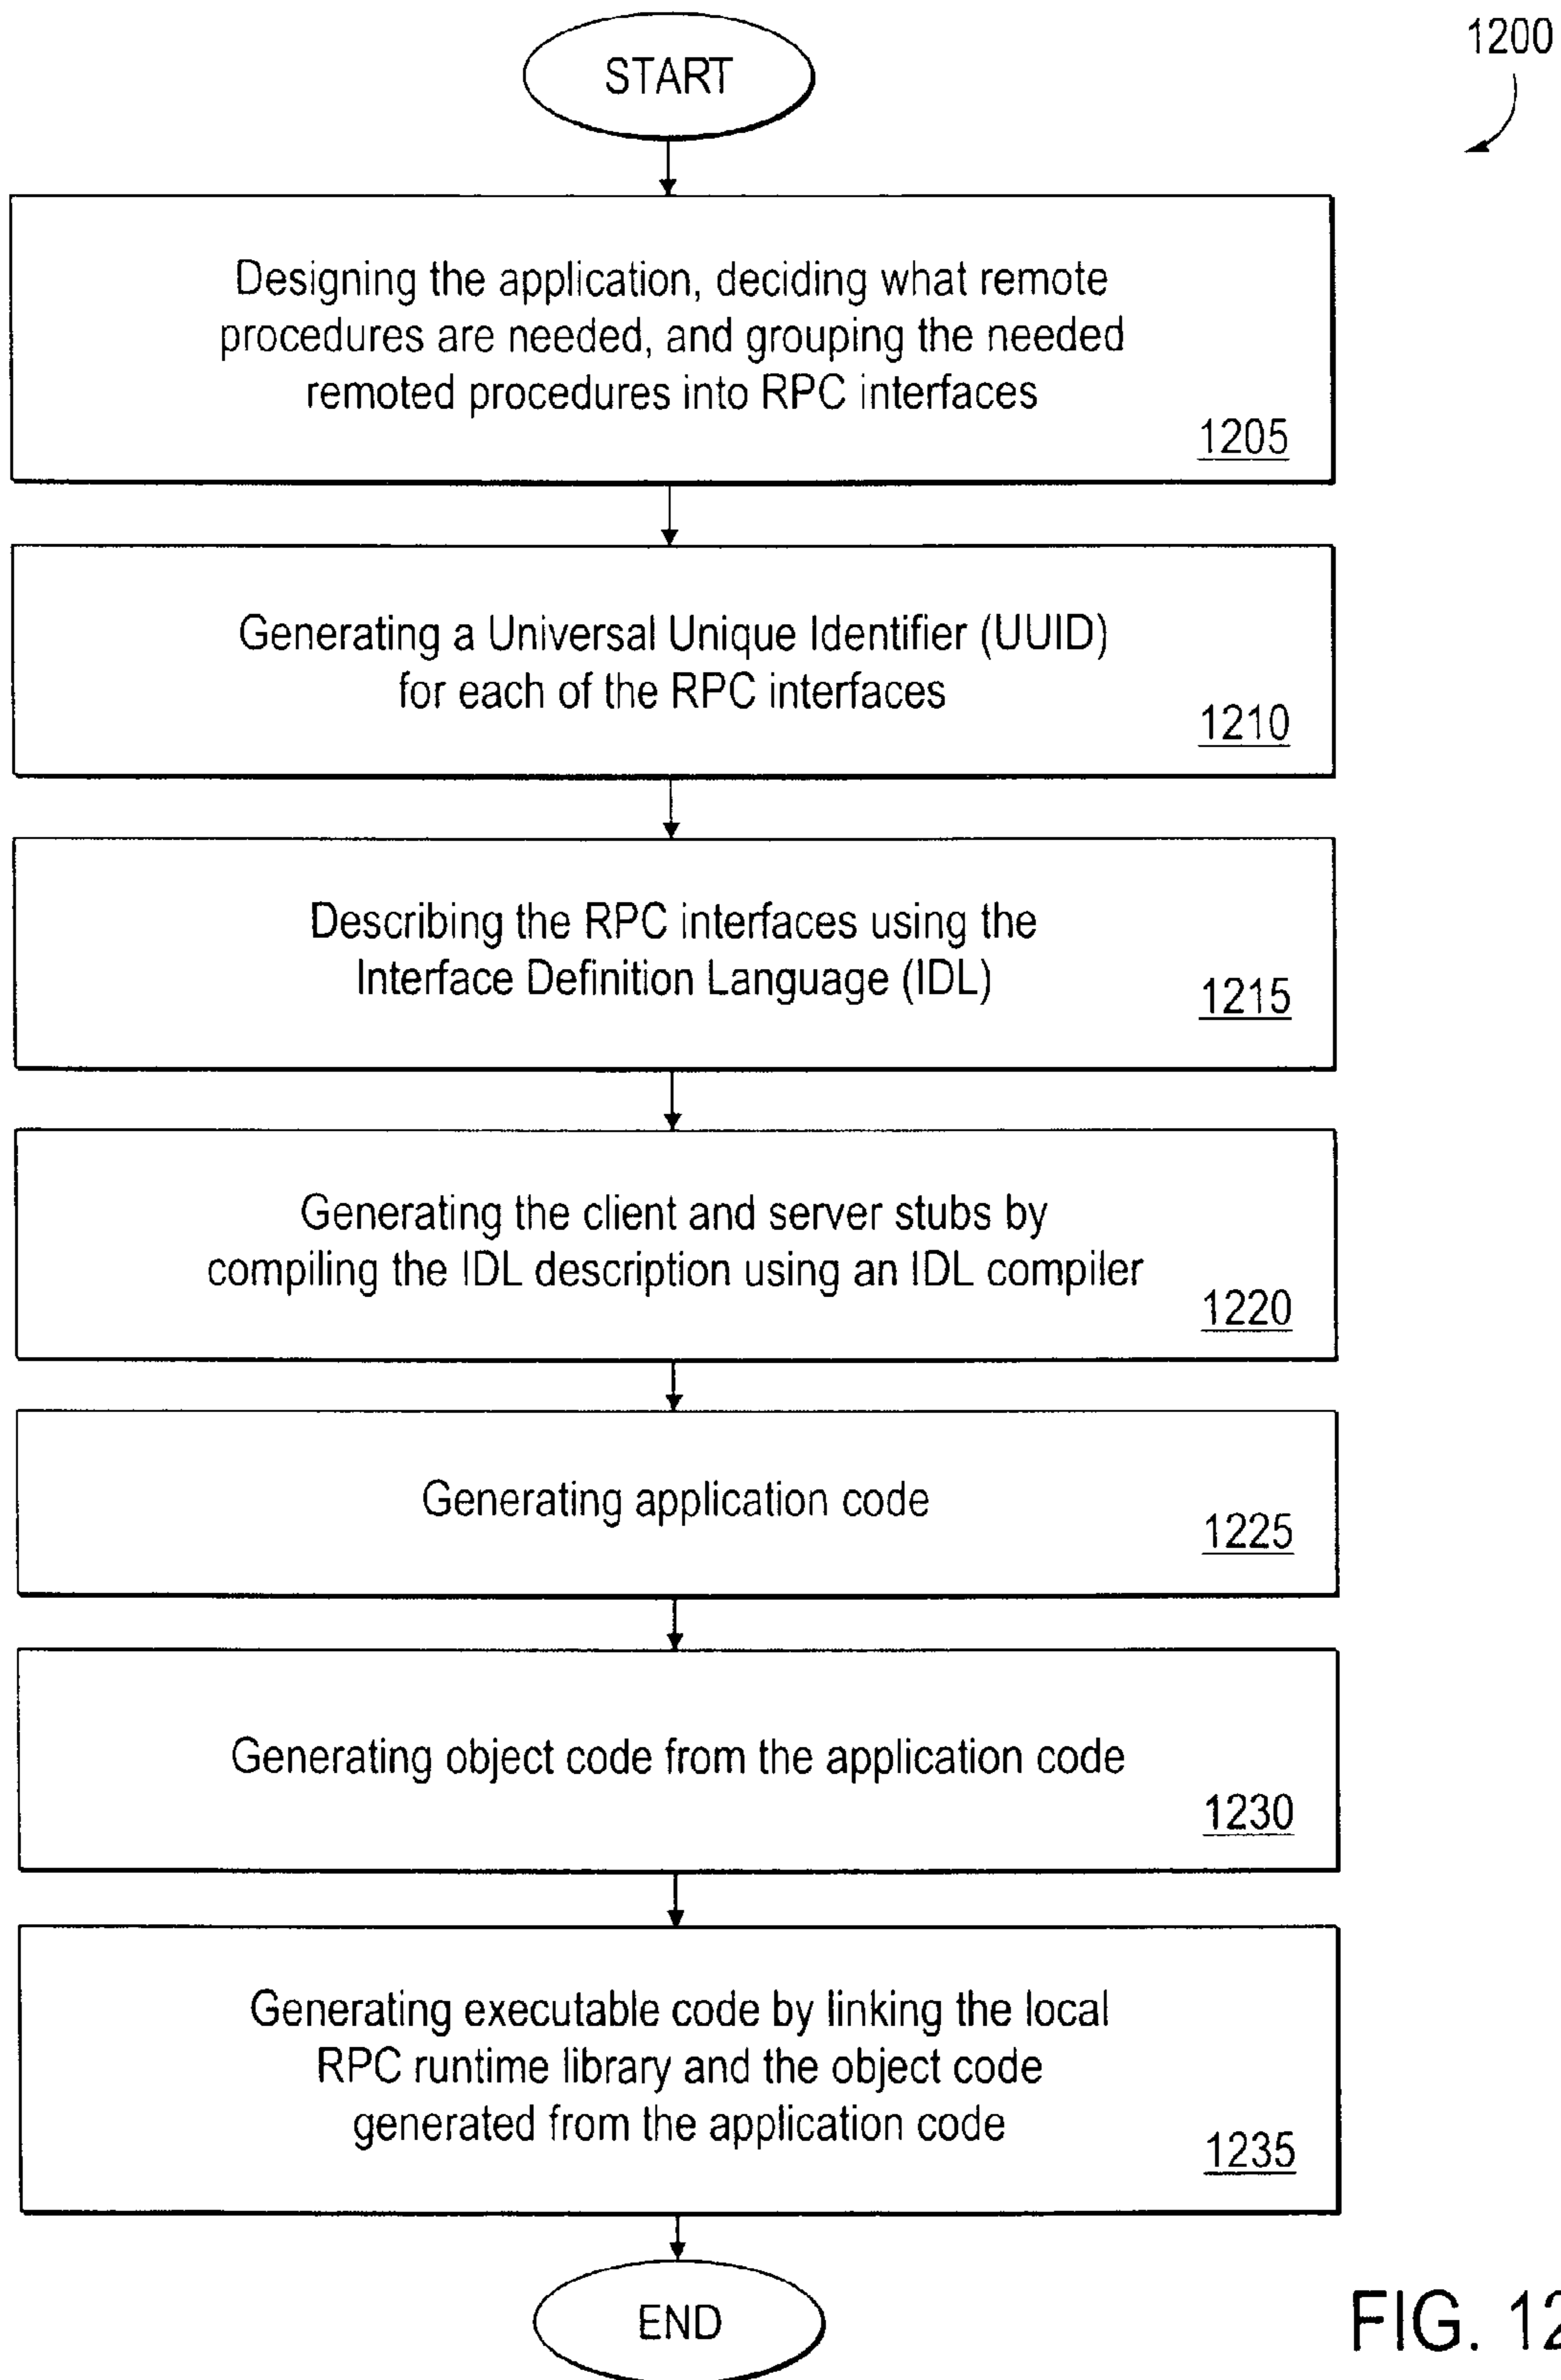 1200
START
Designing the application, deciding what remote
procedures are needed, and grouping the needed
remoted procedures into RPC interfaces
1205
Generating a Universal Unique Identifier (UUID)
for each of the RPC interfaces
1210
Describing the RPC interfaces using the
Interface Definition Language (IDL)
1215
Generating the client and server stubs by
compiling the IDL description using an IDL compiler
1220
Generating application code
1225
Generating object code from the application code
1230
Generating executable code by linking the local
RPC runtime library and the object code
generated from the application code
1235
END
FIG. 12